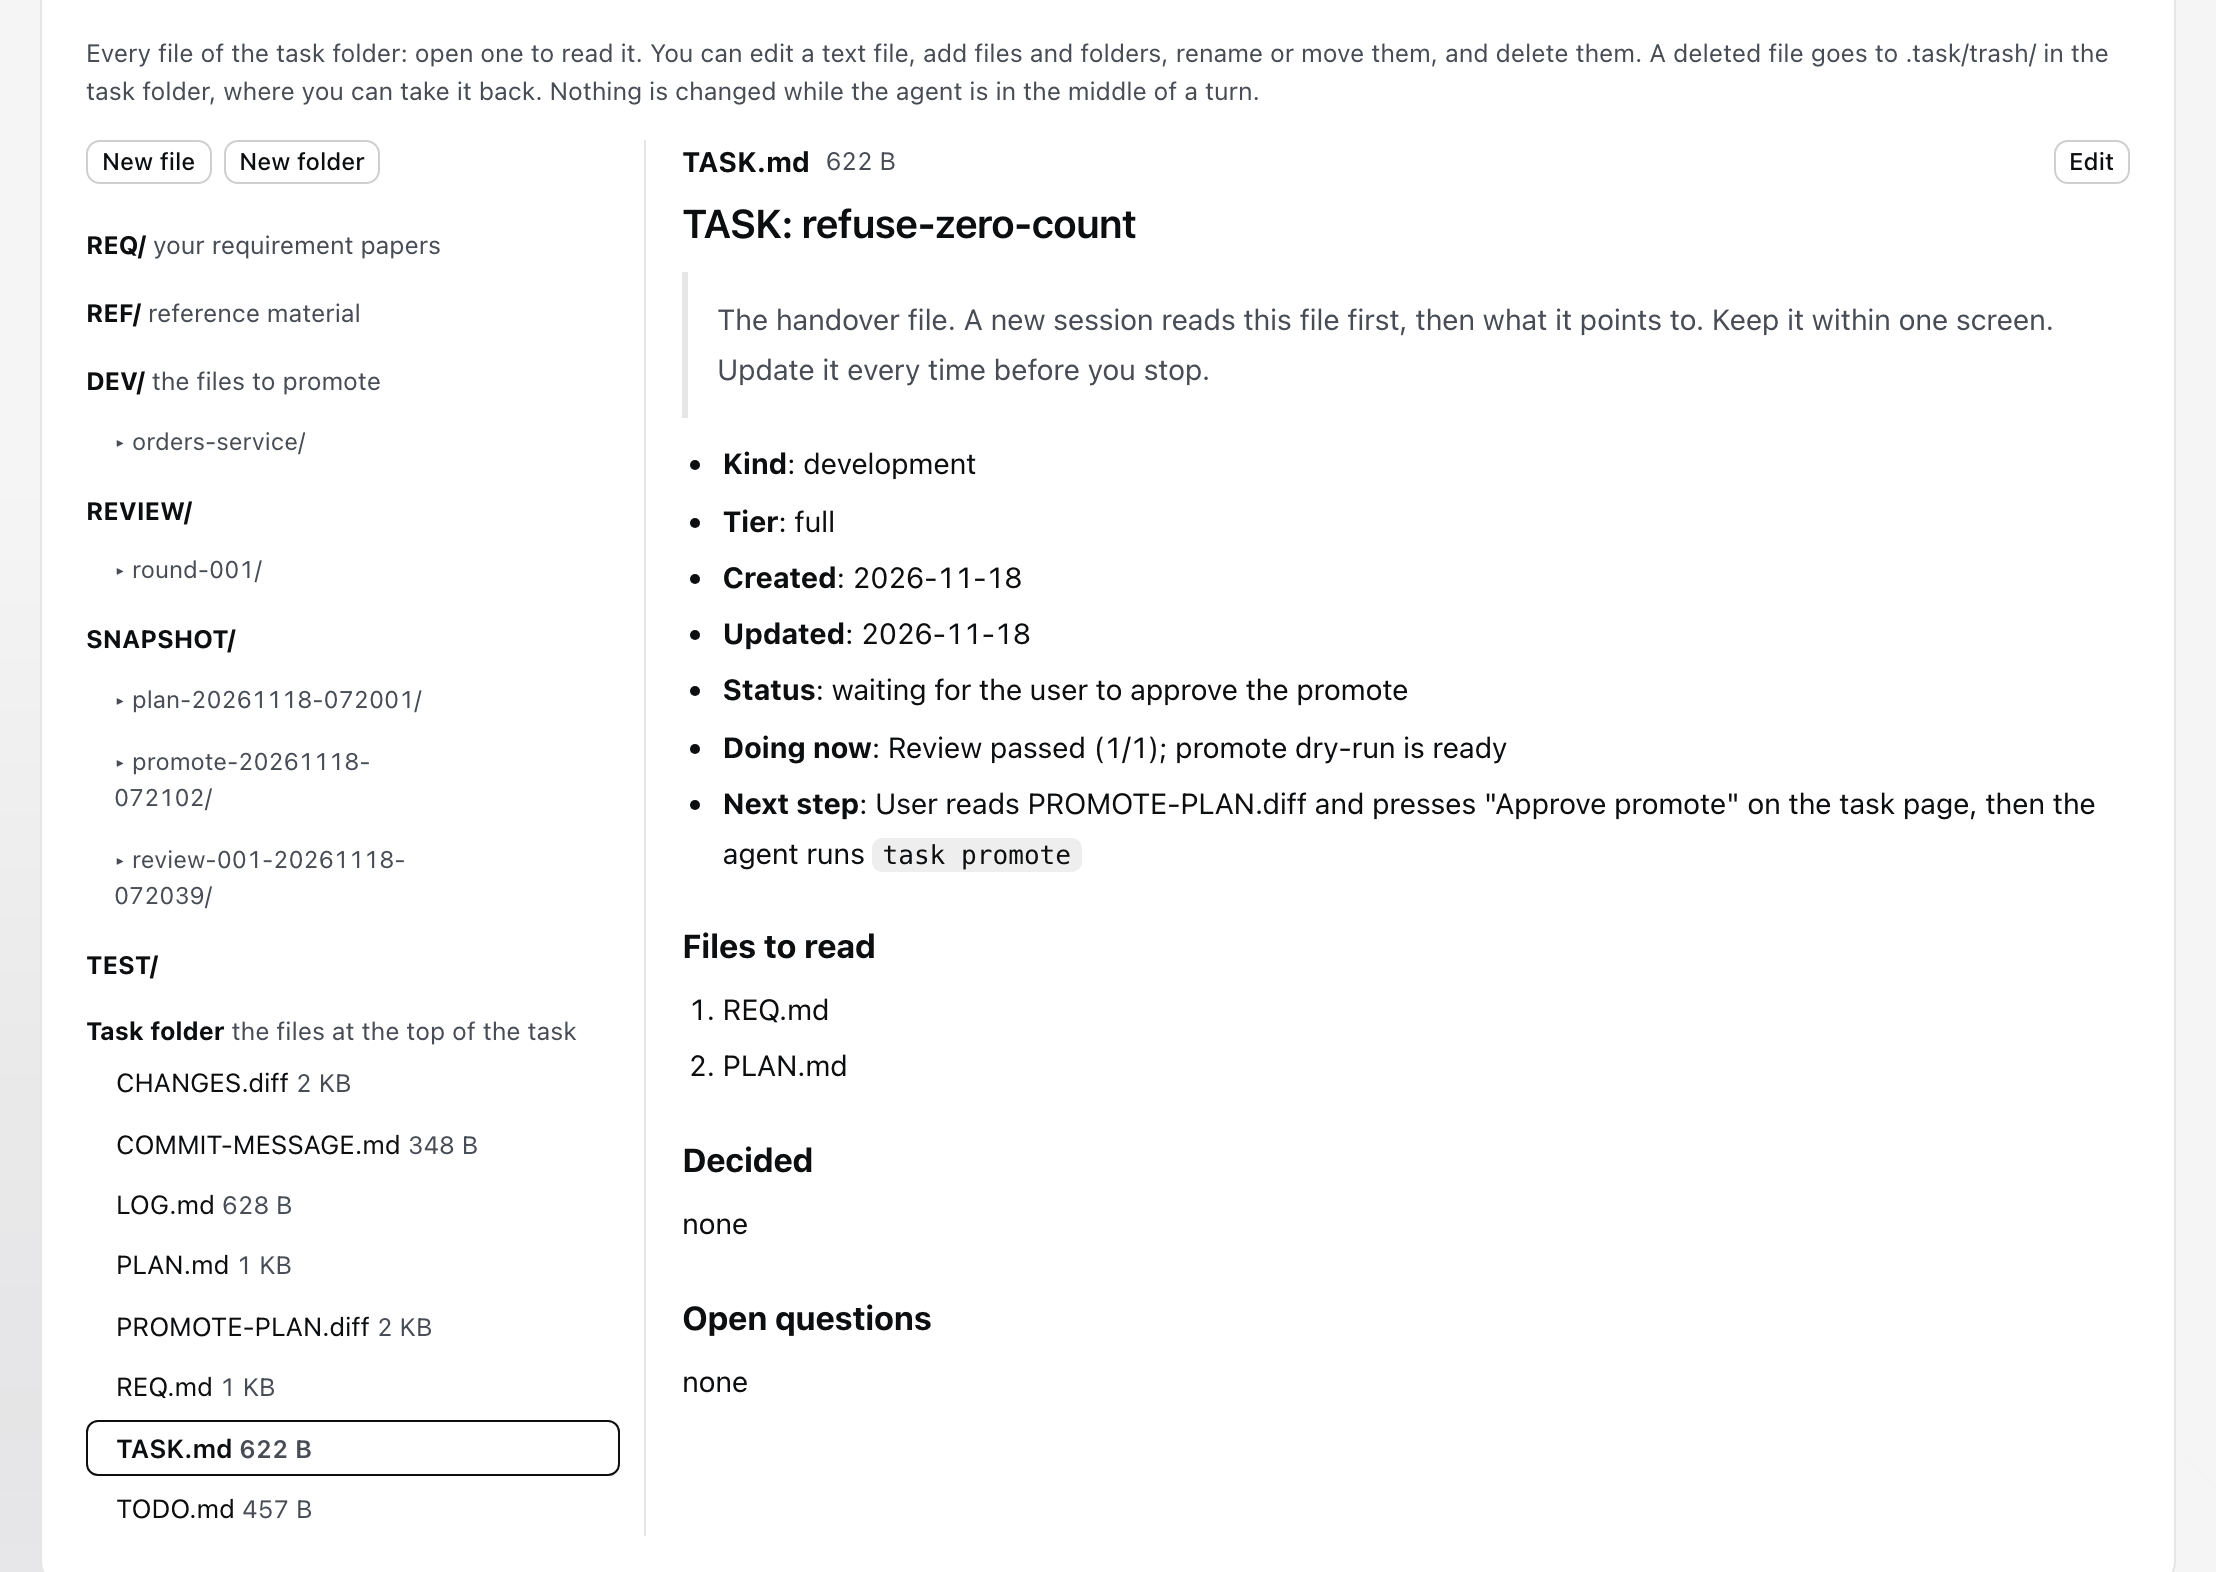 Every file of the task folder: open one to read it. You can edit a text file, add files and folders, rename or move them, and delete them. A deleted file goes to .task/trash/ in the
task folder, where you can take it back. Nothing is changed while the agent is in the middle of a turn.
New file
New folder
REQ/ your requirement papers
REF/ reference material
DEV/ the files to promote
▸ orders-service/
REVIEW/
▸ round-001/
SNAPSHOT/
▸ plan-20261118-072001/
▸ promote-20261118-
072102/
▸ review-001-20261118-
072039/
TEST/
Task folder the files at the top of the task
CHANGES.diff 2 KB
COMMIT-MESSAGE.md 348 B
LOG.md 628 B
PLAN.md 1 KB
PROMOTE-PLAN.diff 2 KB
REQ.md 1 KB
TASK.md 622 B
TODO.md 457 B
TASK.md 622 B
Edit
TASK: refuse-zero-count
The handover file. A new session reads this file first, then what it points to. Keep it within one screen.
Update it every time before you stop.
• Kind: development
• Tier: full
• Created: 2026-11-18
• Updated: 2026-11-18
• Status: waiting for the user to approve the promote
• Doing now: Review passed (1/1); promote dry-run is ready
• Next step: User reads PROMOTE-PLAN.diff and presses "Approve promote" on the task page, then the
agent runs task promote
Files to read
1. REQ.md
2. PLAN.md
Decided
none
Open questions
none